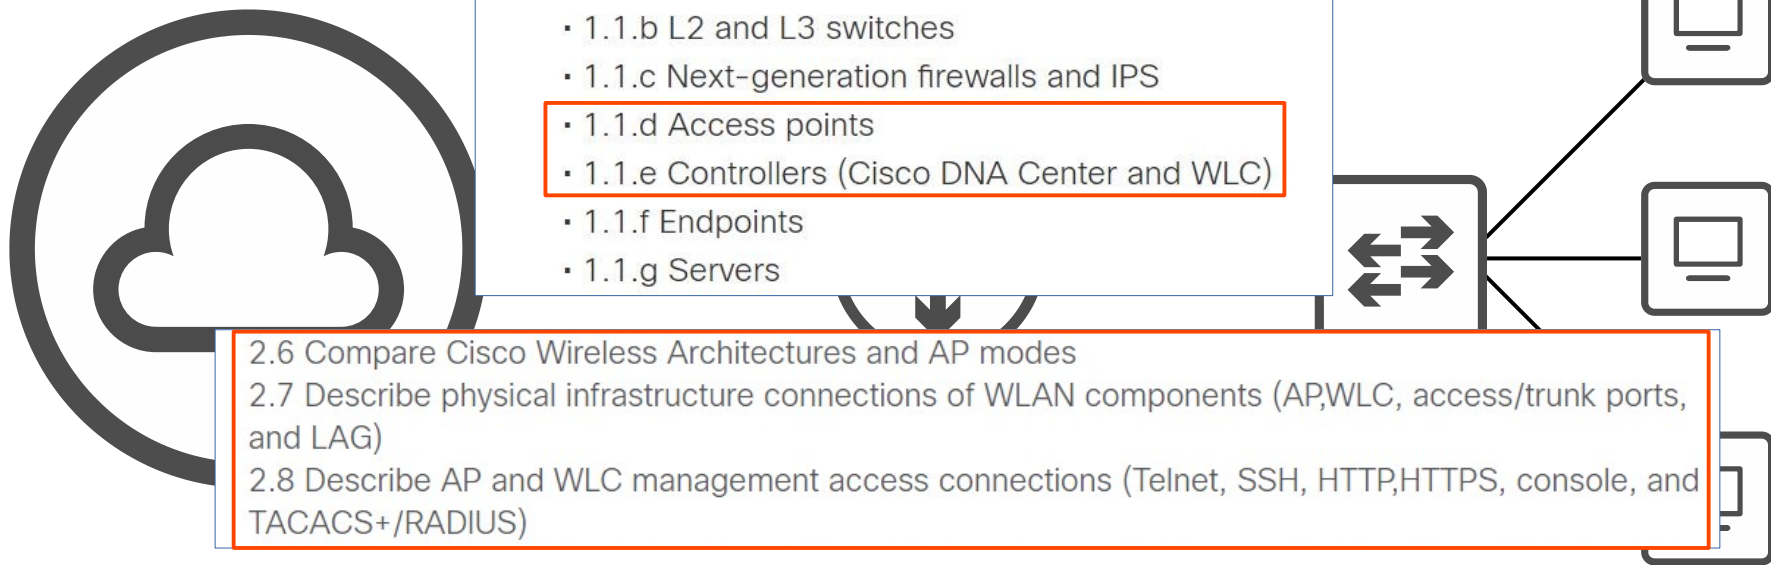 ▪ 1.1.b L2 and L3 switches
▪ 1.1.c Next-generation firewalls and IPS
▪ 1.1.d Access points
▪ 1.1.e Controllers (Cisco DNA Center and WLC)
▪ 1.1.f Endpoints
▪ 1.1.g Servers
2.6 Compare Cisco Wireless Architectures and AP modes
2.7 Describe physical infrastructure connections of WLAN components (AP,WLC, access/trunk ports,
and LAG)
2.8 Describe AP and WLC management access connections (Telnet, SSH, HTTP,HTTPS, console, and
TACACS+/RADIUS)